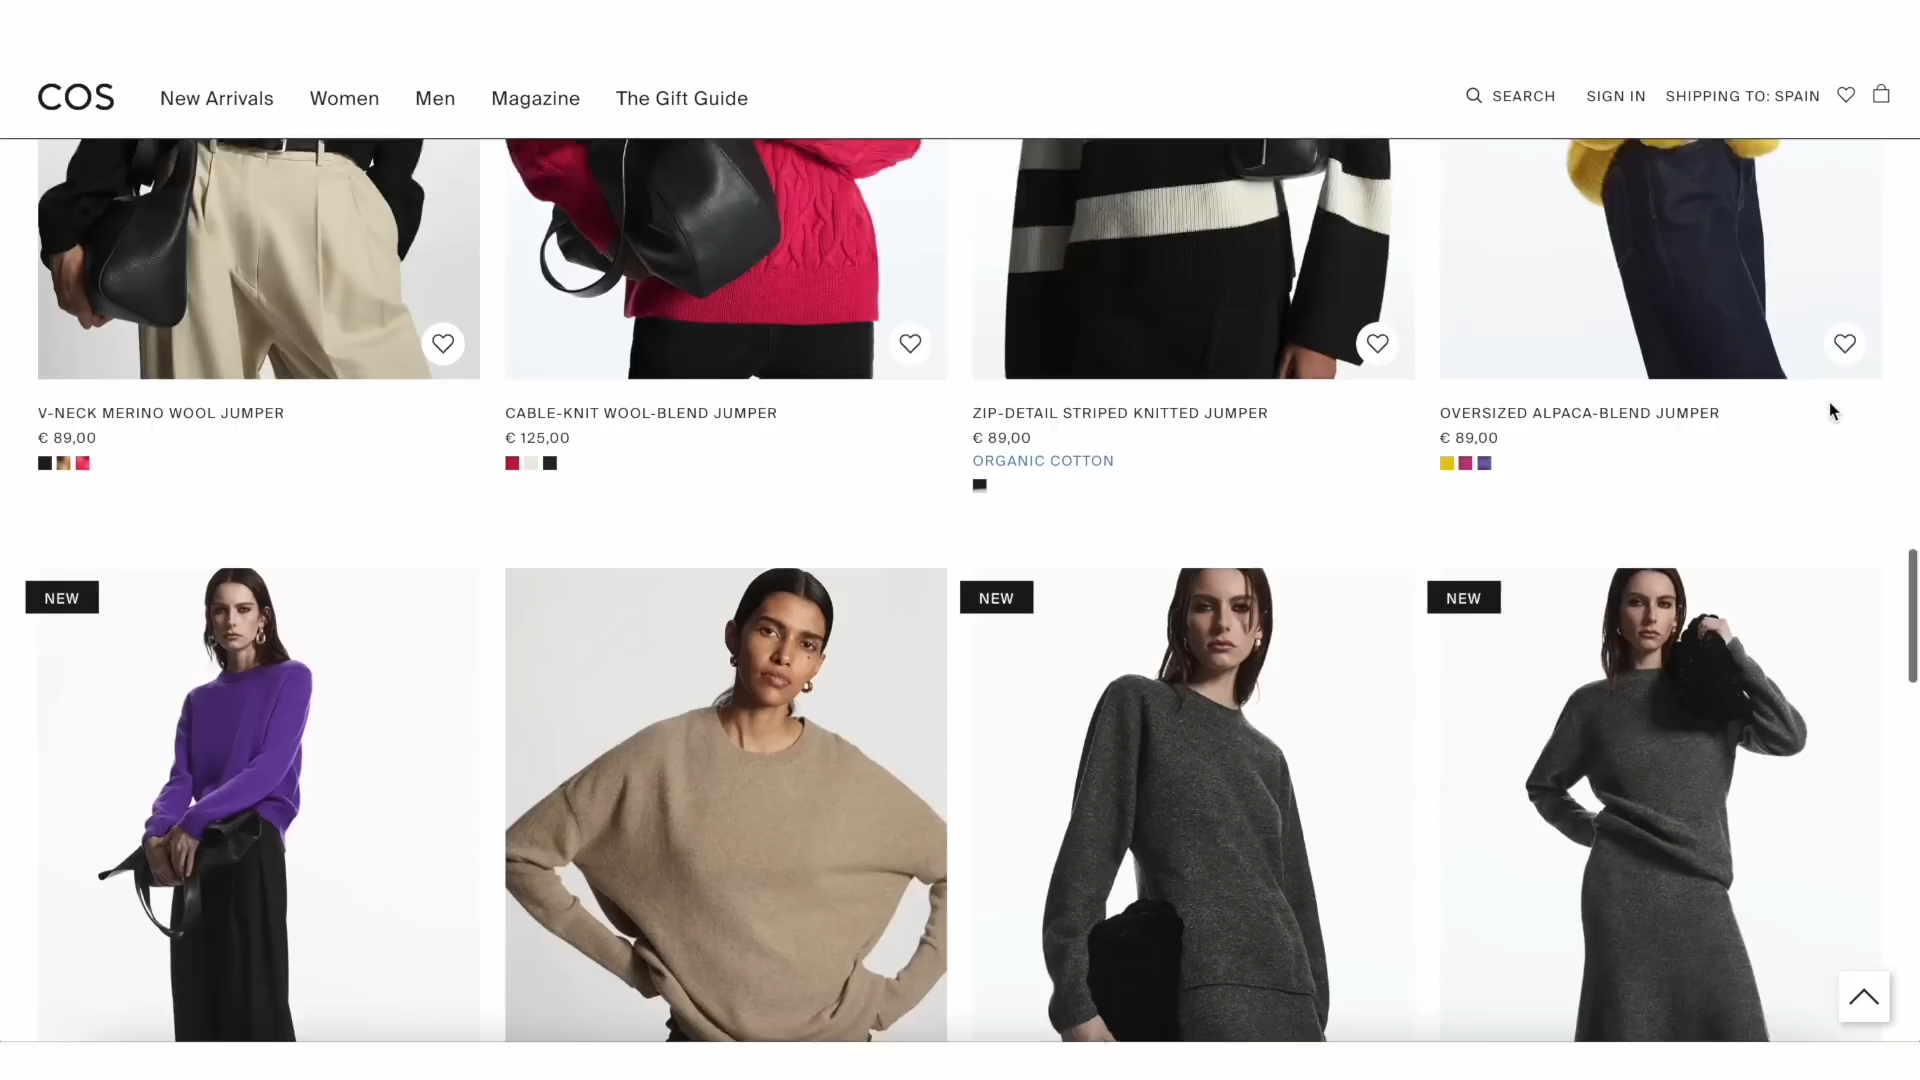 COS
New Arrivals
Women
Men
Magazine
The Gift Guide
SEARCH
SIGN IN
SHIPPING TO: SPAIN
V-NECK MERINO WOOL JUMPER
€ 89,00
CABLE-KNIT WOOL-BLEND JUMPER
€ 125,00
ZIP-DETAIL STRIPED KNITTED JUMPER
€ 89,00
ORGANIC COTTON
OVERSIZED ALPACA-BLEND JUMPER
€ 89,00
NEW
NEW
NEW